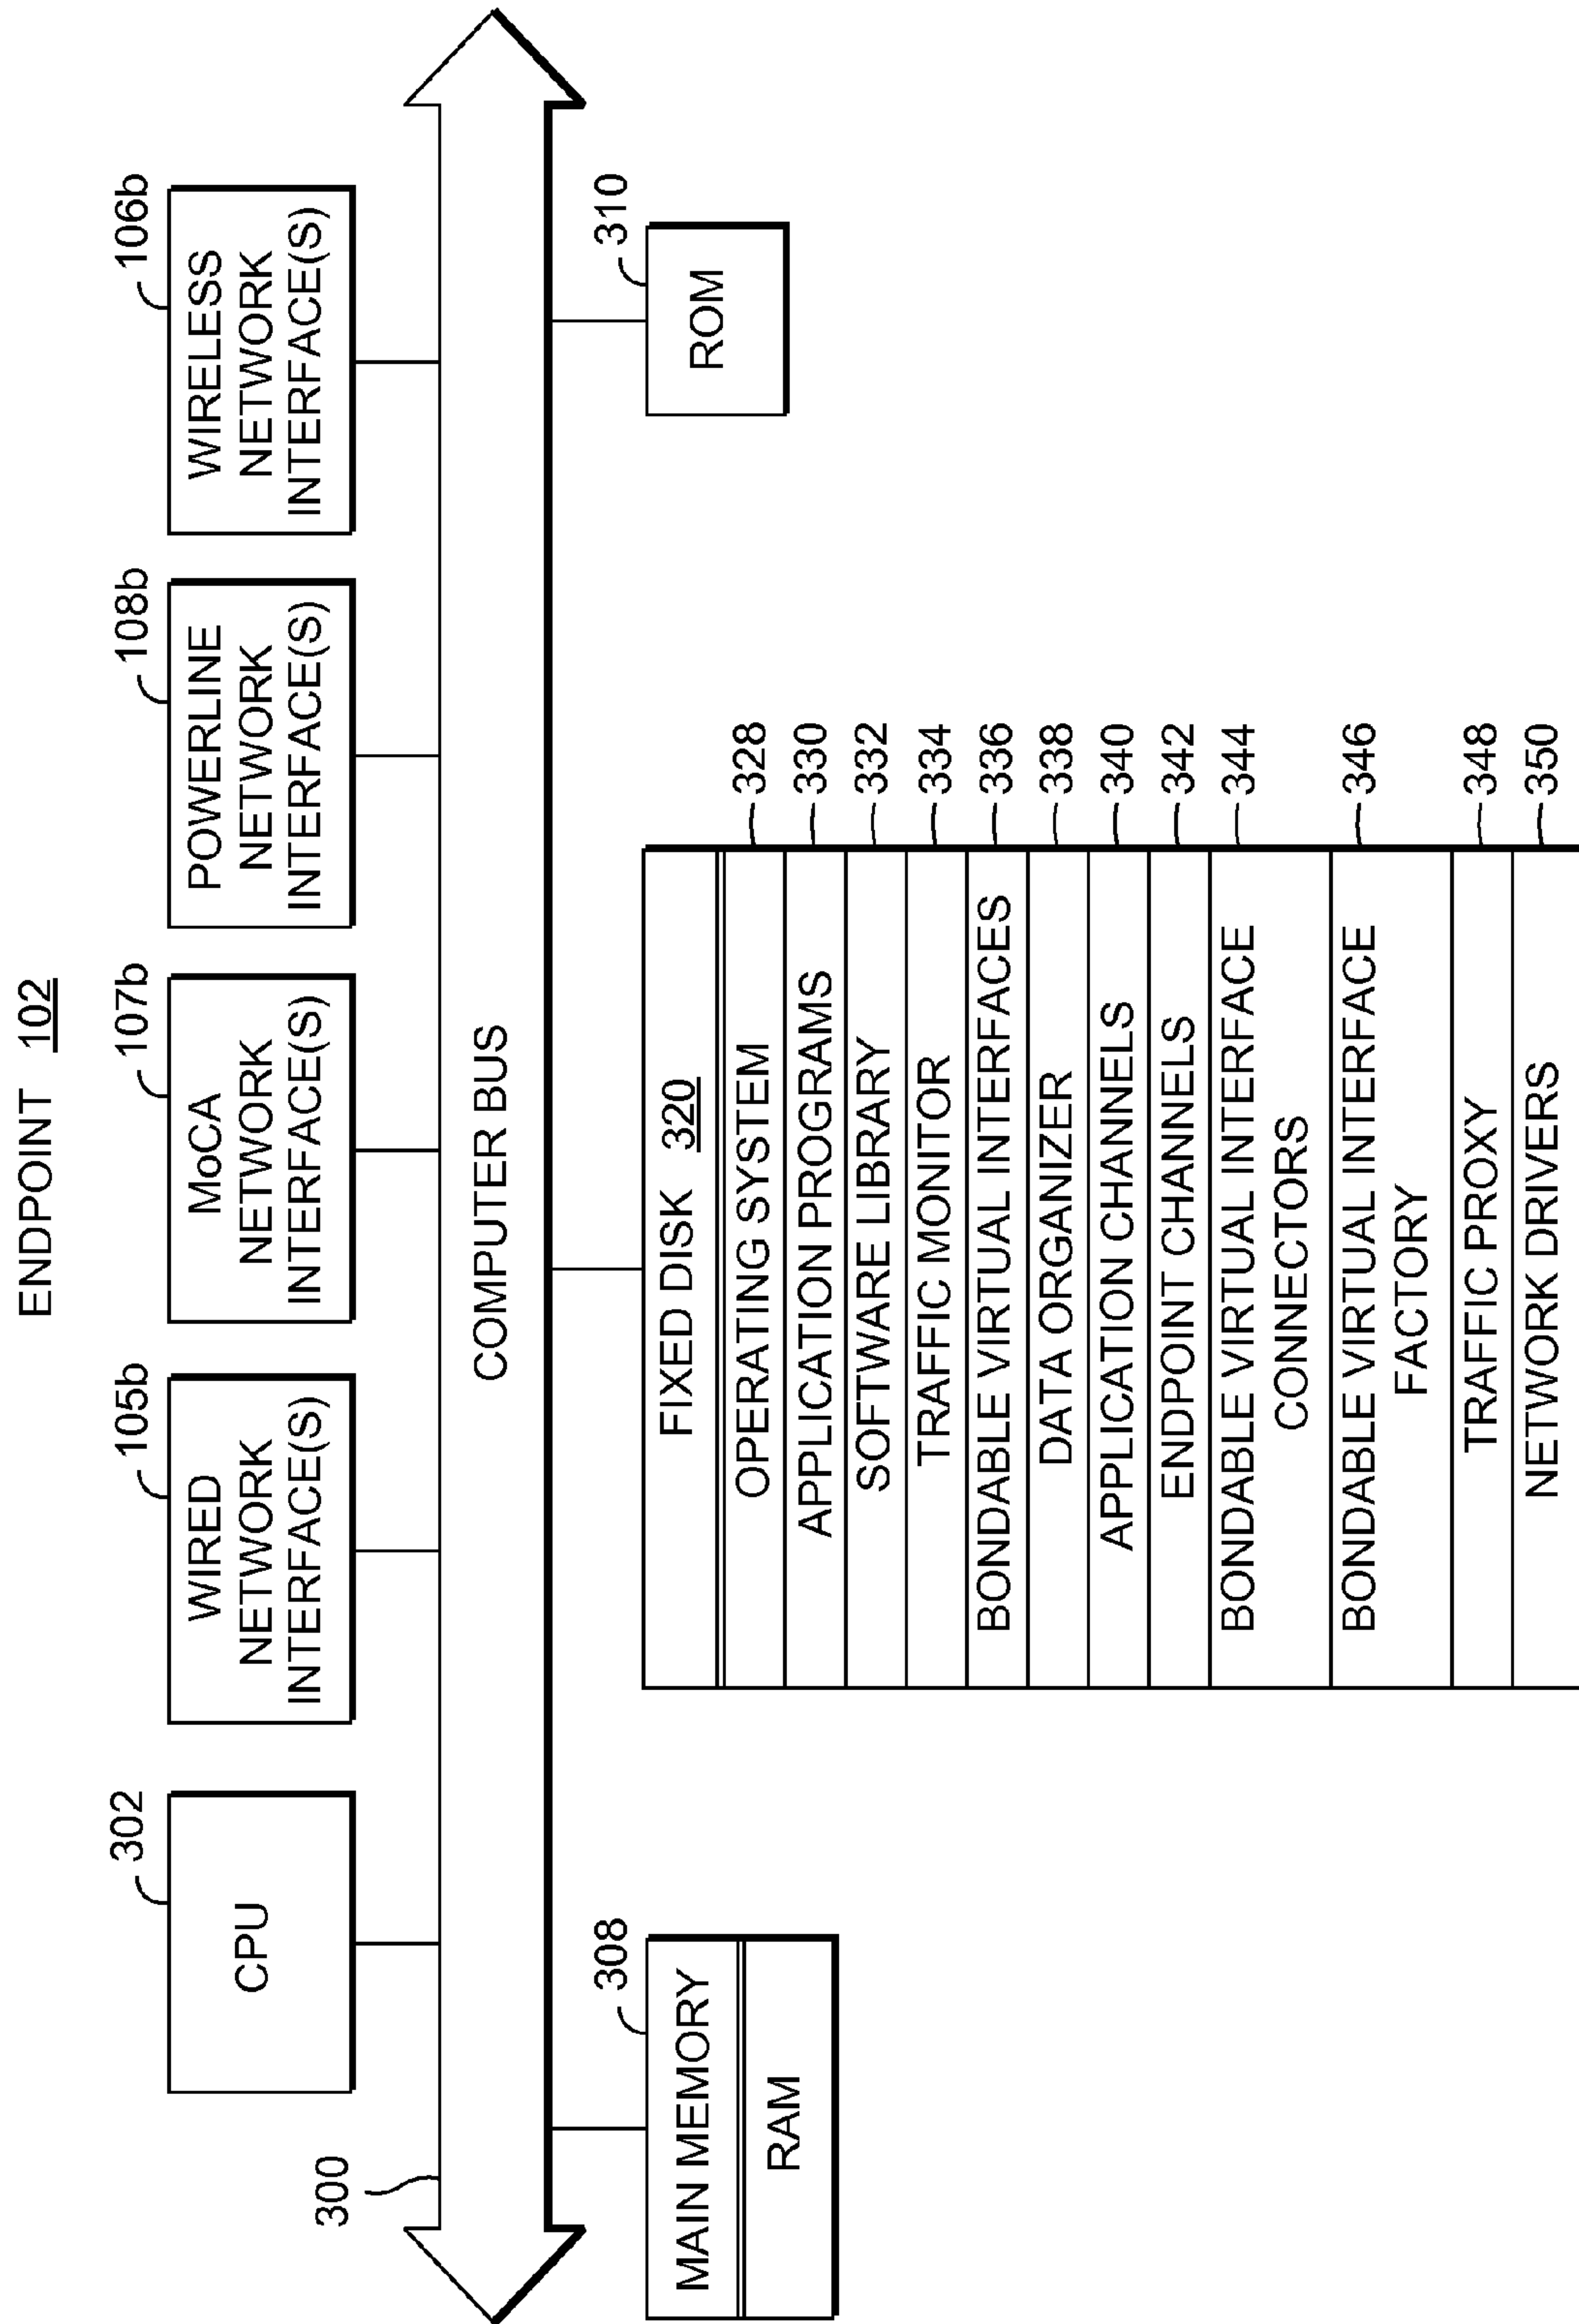 ENDPOINT 102
302
CPU
105b
WIRED
NETWORK
INTERFACE(S)
107b
MoCA
NETWORK
INTERFACE(S)
108b
POWERLINE
NETWORK
INTERFACE(S)
106b
WIRELESS
NETWORK
INTERFACE(S)
300
COMPUTER BUS
308
MAIN MEMORY
RAM
FIXED DISK 320
OPERATING SYSTEM 328
APPLICATION PROGRAMS 330
SOFTWARE LIBRARY 332
TRAFFIC MONITOR 334
BONDABLE VIRTUAL INTERFACES 336
DATA ORGANIZER 338
APPLICATION CHANNELS 340
ENDPOINT CHANNELS 342
BONDABLE VIRTUAL INTERFACE 344
CONNECTORS
BONDABLE VIRTUAL INTERFACE 346
FACTORY
TRAFFIC PROXY 348
NETWORK DRIVERS 350
310
ROM